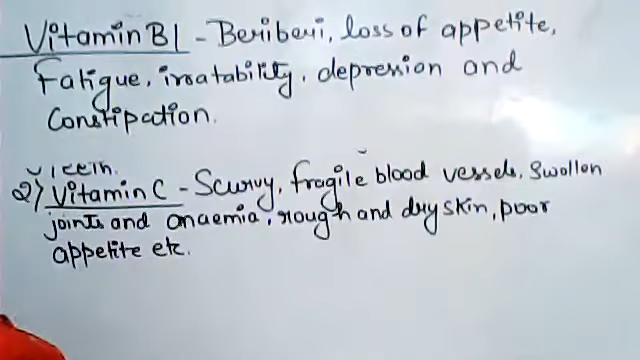 Vitamin B1 - Beriberi, loss of appetite,
Fatigue, irratability, depression and
Constipation.
Teeth.
2) Vitamin C - Scurvy, fragile blood vessels, Swollen
joints and anaemia, rough and dry skin, poor
appetite etc.